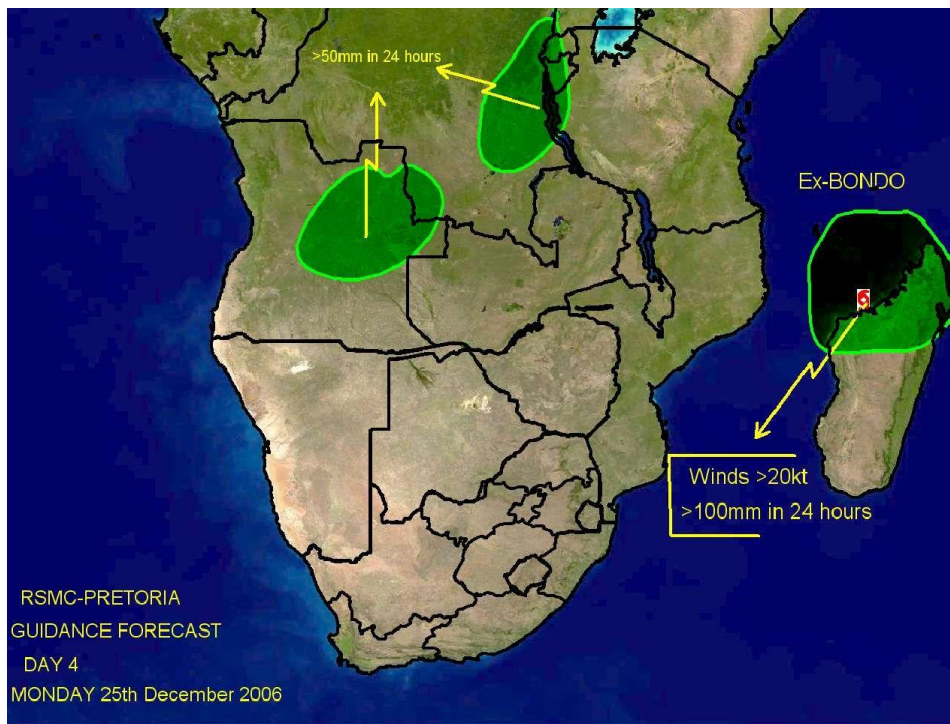 >50mm in 24 hours
Ex-BONDO
Winds >20kt
>100mm in 24 hours
RSMC-PRETORIA
GUIDANCE FORECAST
DAY 4
MONDAY 25th December 2006